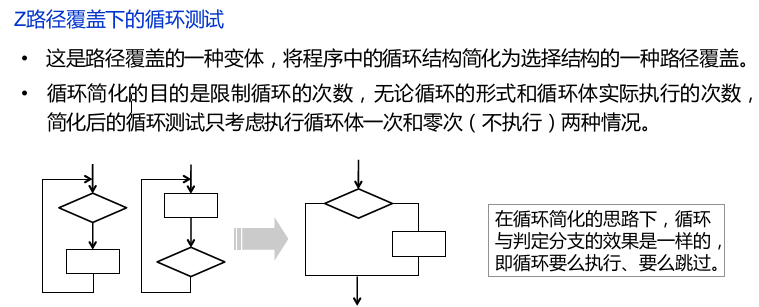 Z路径覆盖下的循环测试
• 这是路径覆盖的一种变体，将程序中的循环结构简化为选择结构的一种路径覆盖。
• 循环简化的目的是限制循环的次数，无论循环的形式和循环体实际执行的次数，
简化后的循环测试只考虑执行循环体一次和零次（不执行）两种情况。
在循环简化的思路下，循环
与判定分支的效果是一样的，
即循环要么执行、要么跳过。